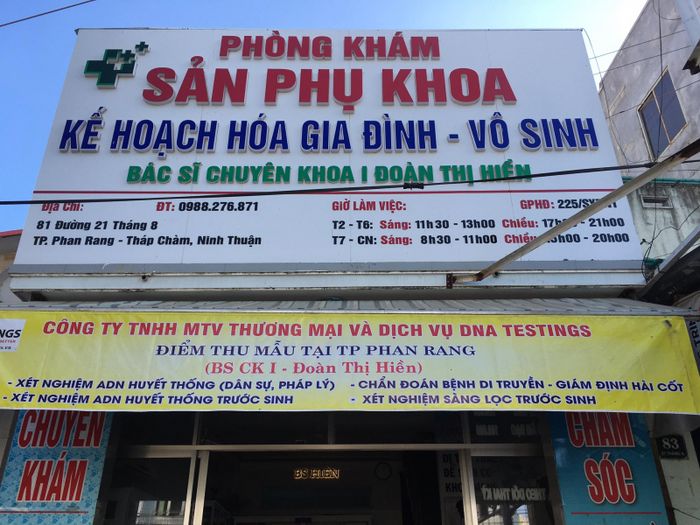 PHÒNG KHÁM
SẢN PHỤ KHOA
KẾ HOẠCH HÓA GIA ĐÌNH - VÔ SINH
BÁC SĨ CHUYÊN KHOA I ĐOÀN THỊ HIỀN
Địa Chỉ: ĐT: 0988.276.871
81 Đường 21 Tháng 8
TP. Phan Rang - Tháp Chàm, Ninh Thuận
GIỜ LÀM VIỆC: GPHĐ: 225/
T2 - T6: Sáng: 11h30 - 13h00 Chiều: - 21h00
T7 - CN: Sáng: 8h30 - 11h00 Chiều: - 20h00
CÔNG TY TNHH MTV THƯƠNG MẠI VÀ DỊCH VỤ DNA TESTINGS
ĐIỂM THU MẪU TẠI TP PHAN RANG
(BS CK I - Đoàn Thị Hiền)
- XÉT NGHIỆM ADN HUYẾT THỐNG (DÂN SỰ, PHÁP LÝ)
- XÉT NGHIỆM ADN HUYẾT THỐNG TRƯỚC SINH
- CHẨN ĐOÁN BỆNH DI TRUYỀN - GIÁM ĐỊNH HÀI CỐT
- XÉT NGHIỆM SÀNG LỌC TRƯỚC SINH
CHUYÊN
KHÁM
BS HIỀN
CHĂM
SÓC
83